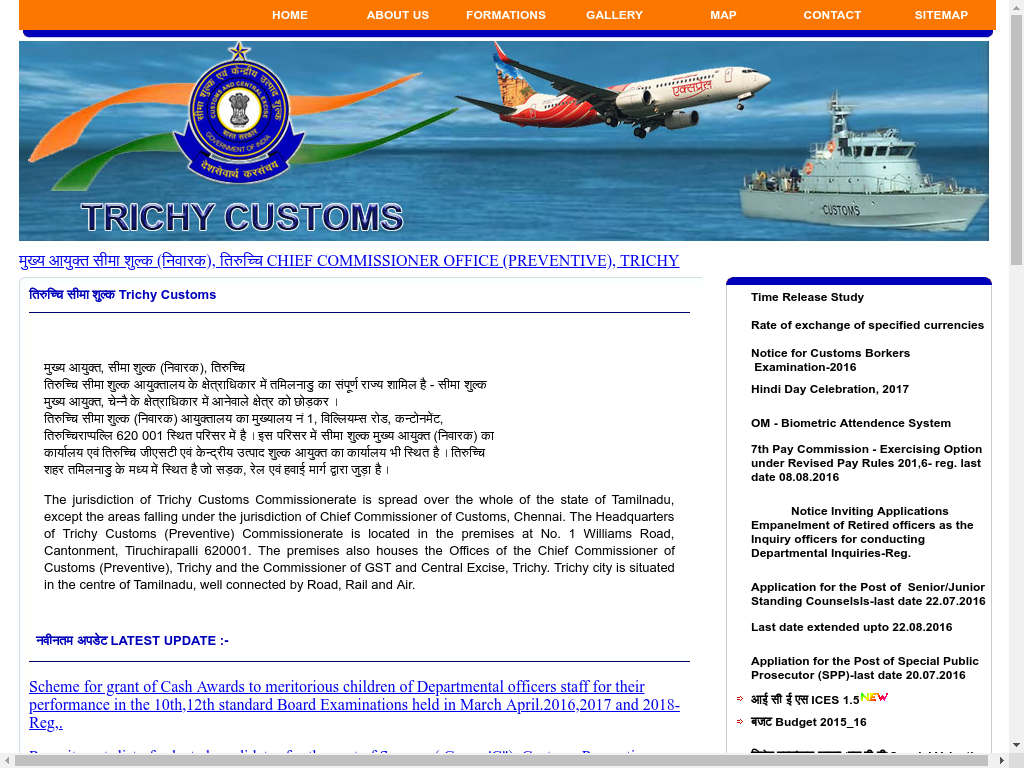 HOME ABOUT US FORMATIONS GALLERY MAP CONTACT SITEMAP
सीमा शुल्क एवं केन्द्रीय उत्पाद शुल्क
CUSTOMS AND CENTRAL EXCISE
भारत सरकार
GOVERNMENT OF INDIA
देशसेवार्थ करसंचय
एक्सप्रेस
CUSTOMS
TRICHY CUSTOMS
मुख्य आयुक्त सीमा शुल्क (निवारक), तिरुच्चि CHIEF COMMISSIONER OFFICE (PREVENTIVE), TRICHY
तिरुच्चि सीमा शुल्क Trichy Customs
मुख्य आयुक्त, सीमा शुल्क (निवारक), तिरुच्चि
तिरुच्चि सीमा शुल्क आयुक्तालय के क्षेत्राधिकार में तमिलनाडु का संपूर्ण राज्य शामिल है - सीमा शुल्क
मुख्य आयुक्त, चेन्नै के क्षेत्राधिकार में आनेवाले क्षेत्र को छोड़कर ।
तिरुच्चि सीमा शुल्क (निवारक) आयुक्तालय का मुख्यालय नं 1, विल्लियम्स रोड, कन्टोनमेंट,
तिरुच्चिराप्पल्लि 620 001 स्थित परिसर में है । इस परिसर में सीमा शुल्क मुख्य आयुक्त (निवारक) का
कार्यालय एवं तिरुच्चि जीएसटी एवं केन्द्रीय उत्पाद शुल्क आयुक्त का कार्यालय भी स्थित है । तिरुच्चि
शहर तमिलनाडु के मध्य में स्थित है जो सड़क, रेल एवं हवाई मार्ग द्वारा जुड़ा है ।
The jurisdiction of Trichy Customs Commissionerate is spread over the whole of the state of Tamilnadu,
except the areas falling under the jurisdiction of Chief Commissioner of Customs, Chennai. The Headquarters
of Trichy Customs (Preventive) Commissionerate is located in the premises at No. 1 Williams Road,
Cantonment, Tiruchirapalli 620001. The premises also houses the Offices of the Chief Commissioner of
Customs (Preventive), Trichy and the Commissioner of GST and Central Excise, Trichy. Trichy city is situated
in the centre of Tamilnadu, well connected by Road, Rail and Air.
नवीनतम अपडेट LATEST UPDATE :-
Scheme for grant of Cash Awards to meritorious children of Departmental officers staff for their
performance in the 10th,12th standard Board Examinations held in March April.2016,2017 and 2018-
Reg,.
Time Release Study
Rate of exchange of specified currencies
Notice for Customs Borkers
Examination-2016
Hindi Day Celebration, 2017
OM - Biometric Attendence System
7th Pay Commission - Exercising Option
under Revised Pay Rules 201,6- reg. last
date 08.08.2016
Notice Inviting Applications
Empanelment of Retired officers as the
Inquiry officers for conducting
Departmental Inquiries-Reg.
Application for the Post of Senior/Junior
Standing Counselsls-last date 22.07.2016
Last date extended upto 22.08.2016
Appliation for the Post of Special Public
Prosecutor (SPP)-last date 20.07.2016
आई सी ई एस ICES 1.5 NEW
बजट Budget 2015_16